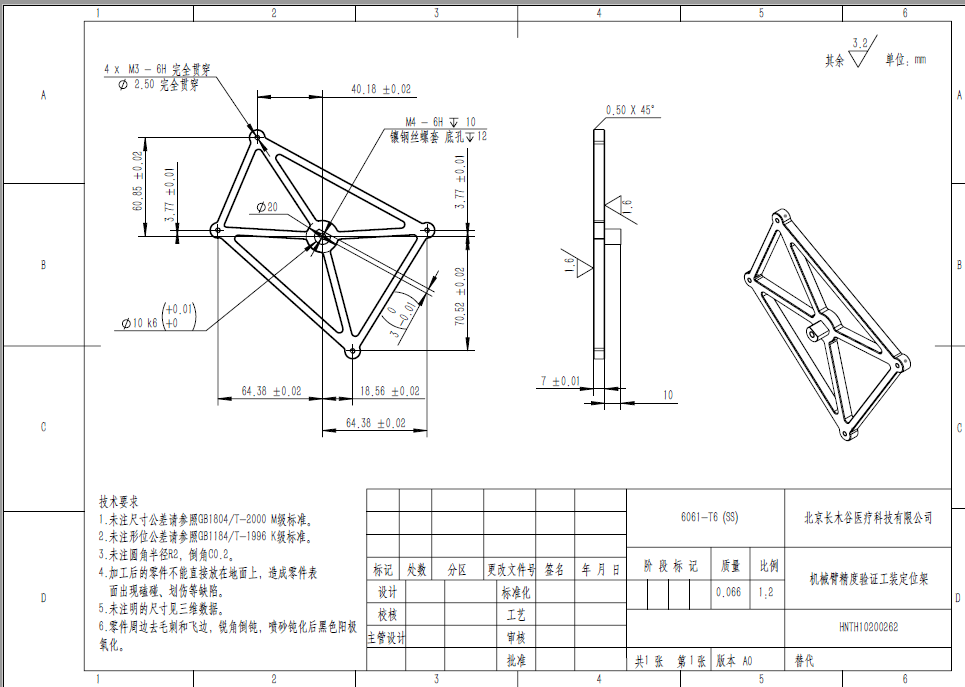 1 2 3 4 5 6
A A
B B
C C
D D
1 2 3 4 5 6
其余 3.2 单位：mm
4 x M3 - 6H 完全贯穿
Ø 2.50 完全贯穿
40.18 ±0.02
M4 - 6H ↧ 10
镶钢丝螺套 底孔↧12
60.85 ±0.02
3.77 ±0.01
Ø20
3.77 ±0.01
70.52 ±0.02
Ø10 k6 (+0.01
+0)
3 (0
-0.01)
64.38 ±0.02
18.56 ±0.02
64.38 ±0.02
0.50 X 45°
1.6
1.6
7 ±0.01
10
技术要求
1.未注尺寸公差请参照GB1804/T-2000 M级标准。
2.未注形位公差请参照GB1184/T-1996 K级标准。
3.未注圆角半径R2, 倒角C0.2。
4.加工后的零件不能直接放在地面上, 造成零件表
面出现磕碰、划伤等缺陷。
5.未注明的尺寸见三维数据。
6.零件周边去毛刺和飞边, 锐角倒钝, 喷砂钝化后黑色阳极
氧化。
标记 处数 分区 更改文件号 签名 年 月 日
设计 标准化
校核 工艺
主管设计 审核
批准
6061-T6 (SS)
阶 段 标 记 质量 比例
0.066 1:2
共1 张 第1 张 版本 A0 替代
北京长木谷医疗科技有限公司
机械臂精度验证工装定位架
HNTH10200262